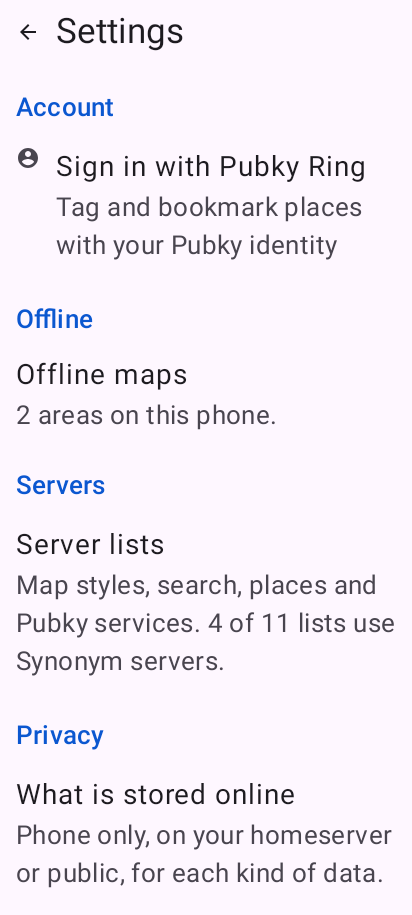 Settings
Account
Sign in with Pubky Ring
Tag and bookmark places
with your Pubky identity
Offline
Offline maps
2 areas on this phone.
Servers
Server lists
Map styles, search, places and
Pubky services. 4 of 11 lists use
Synonym servers.
Privacy
What is stored online
Phone only, on your homeserver
or public, for each kind of data.